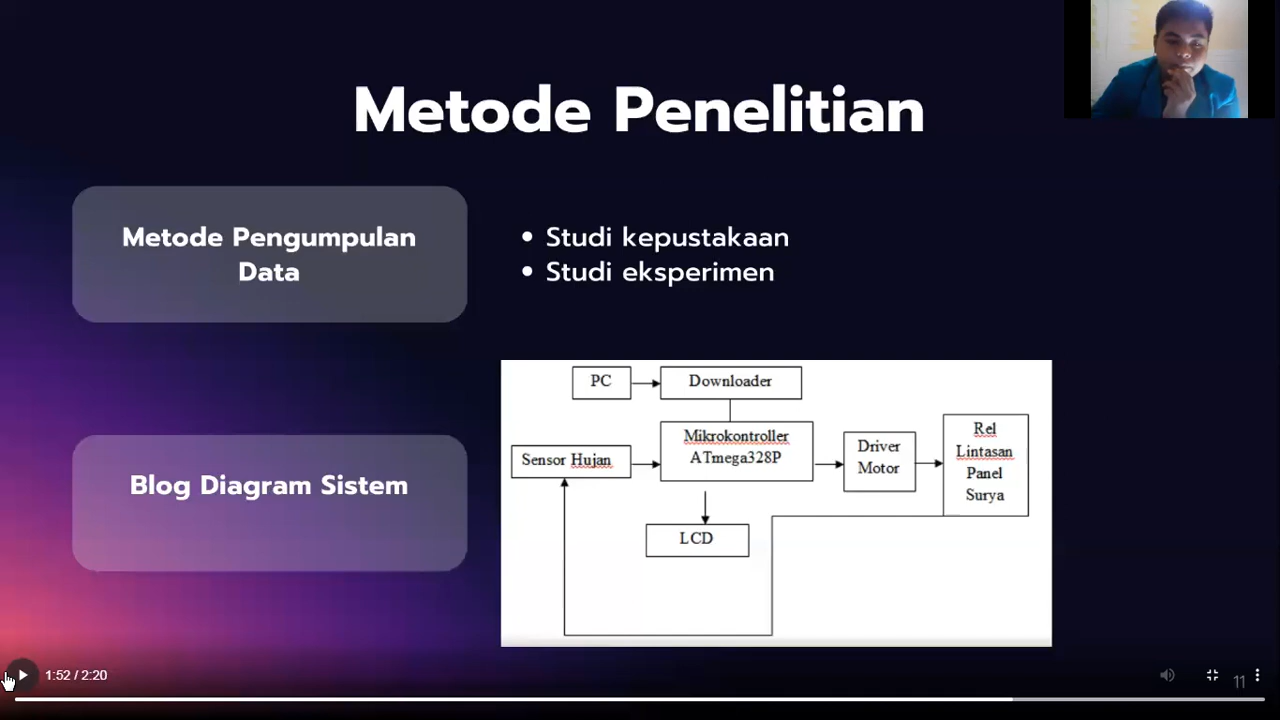 Metode Penelitian
Metode Pengumpulan
Data
• Studi kepustakaan
• Studi eksperimen
Blog Diagram Sistem
PC
Downloader
Sensor Hujan
Mikrokontroller
ATmega328P
Driver
Motor
Rel
Lintasan
Panel
Surya
LCD
1:52 / 2:20
11